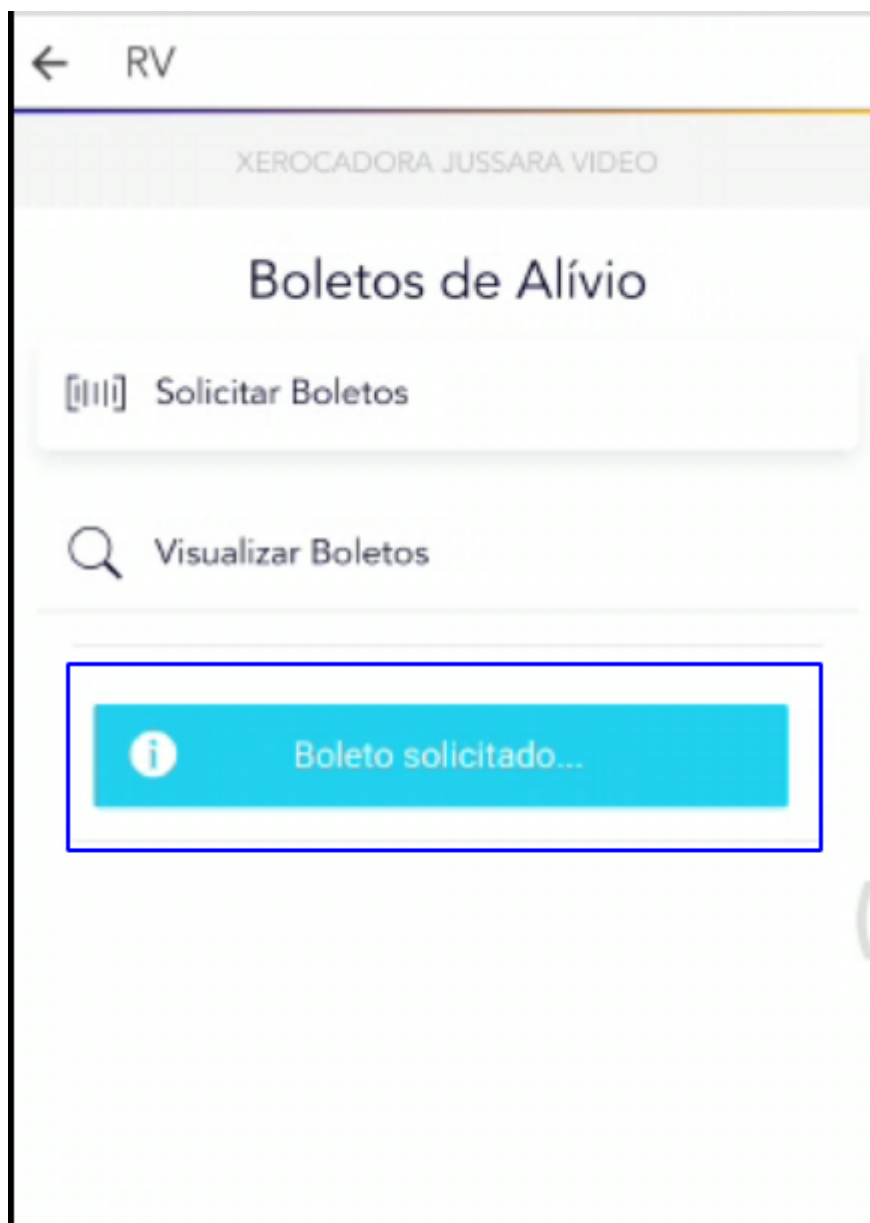 RV
XEROCADORA JUSSARA VIDEO
Boletos de Alívio
Solicitar Boletos
Visualizar Boletos
Boleto solicitado...